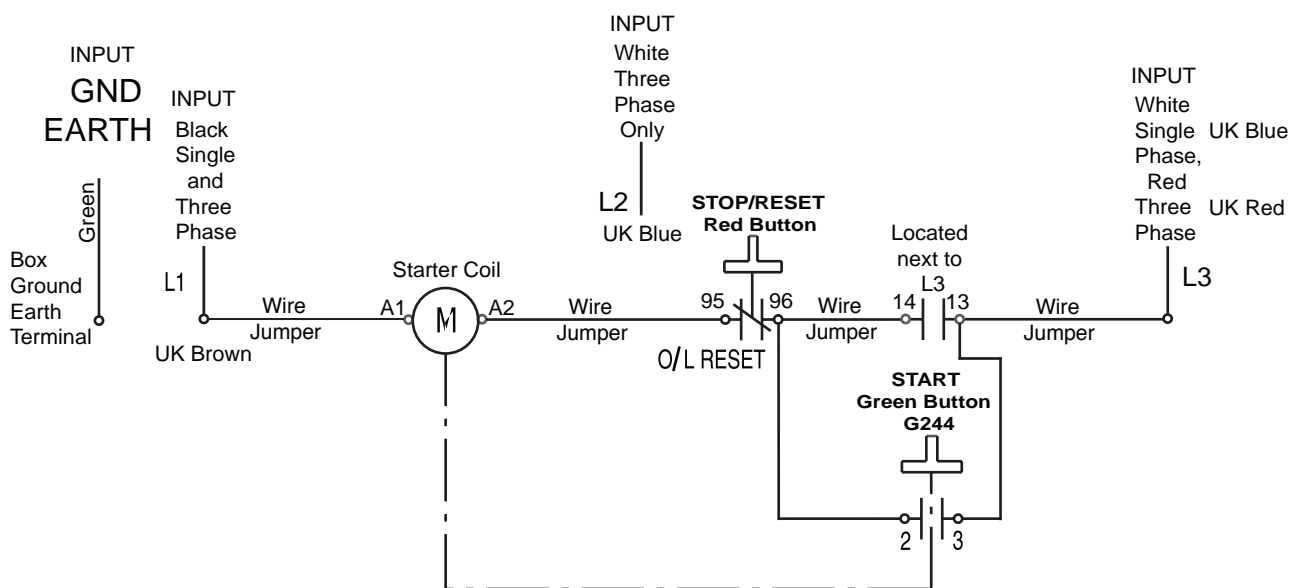 INPUT
GND
EARTH
Green
Box
Ground
Earth
Terminal
INPUT
Black
Single
and
Three
Phase
L1
UK Brown
Wire
Jumper
Starter Coil
A1
M
A2
Wire
Jumper
INPUT
White
Three
Phase
Only
L2
UK Blue
STOP/RESET
Red Button
95
96
O/L RESET
Wire
Jumper
Located
next to
L3
14
13
START
Green Button
G244
2
3
Wire
Jumper
INPUT
White
Single UK Blue
Phase,
Red
Three UK Red
Phase
L3